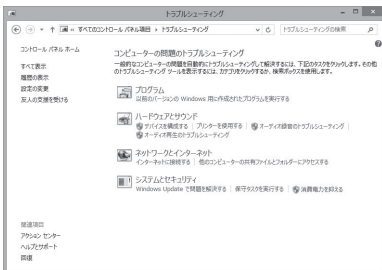 トラブルシューティング
« すべてのコントロール パネル項目 › トラブルシューティング
トラブルシューティングの検索
コントロール パネル ホーム
すべて表示
履歴の表示
設定の変更
友人の支援を受ける
コンピューターの問題のトラブルシューティング
一般的なコンピューターの問題を自動的にトラブルシューティングして解決するには、下記のタスクをクリックします。その他
のトラブルシューティング ツールを表示するには、カテゴリをクリックするか、検索ボックスを使用します。
プログラム
以前のバージョンの Windows 用に作成されたプログラムを実行する
ハードウェアとサウンド
デバイスを構成する | プリンターを使用する | オーディオ録音のトラブルシューティング |
オーディオ再生のトラブルシューティング
ネットワークとインターネット
インターネットに接続する | 他のコンピューターの共有ファイルとフォルダーにアクセスする
システムとセキュリティ
Windows Update で問題を解決する | 保守タスクを実行する | 消費電力を抑える
関連項目
アクション センター
ヘルプとサポート
回復